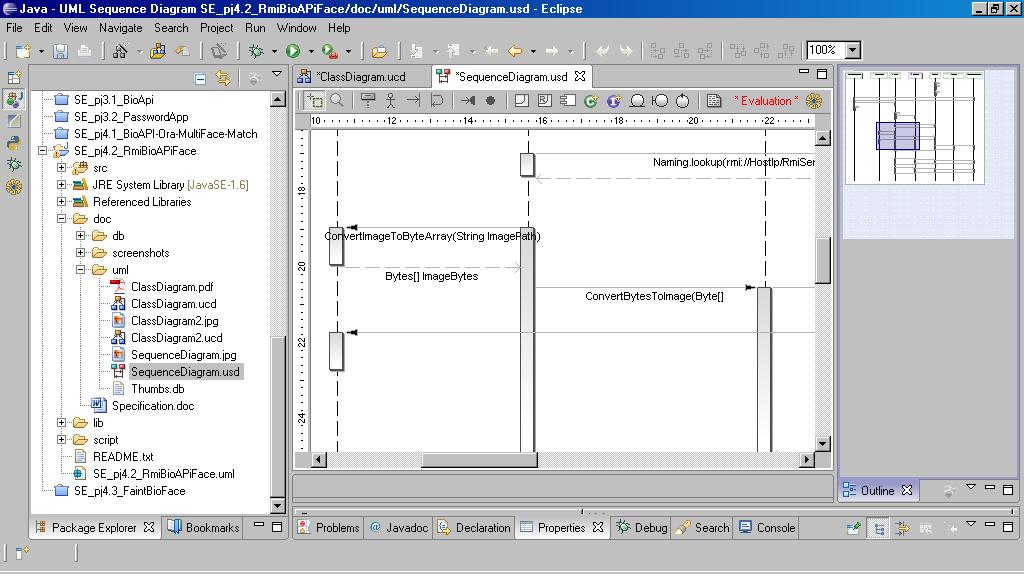 Java - UML Sequence Diagram SE_pj4.2_RmiBioAPiFace/doc/uml/SequenceDiagram.usd - Eclipse
File Edit View Navigate Search Project Run Window Help
100%
*ClassDiagram.ucd
*SequenceDiagram.usd
* Evaluation *
SE_pj3.1_BioApi
SE_pj3.2_PasswordApp
SE_pj4.1_BioAPI-Ora-MultiFace-Match
SE_pj4.2_RmiBioAPiFace
src
JRE System Library [JavaSE-1.6]
Referenced Libraries
doc
db
screenshots
uml
ClassDiagram.pdf
ClassDiagram.ucd
ClassDiagram2.jpg
ClassDiagram2.ucd
SequenceDiagram.jpg
SequenceDiagram.usd
Thumbs.db
Specification.doc
lib
script
README.txt
SE_pj4.2_RmiBioAPiFace.uml
SE_pj4.3_FaintBioFace
10 12 14 16 18 20 22
18
20
22
24
Naming.lookup(rmi://HostIp/RmiSer
ConvertImageToByteArray(String ImagePath)
Bytes[] ImageBytes
ConvertBytesToImage(Byte[]
Outline
Package Explorer
Bookmarks
Problems
Javadoc
Declaration
Properties
Debug
Search
Console